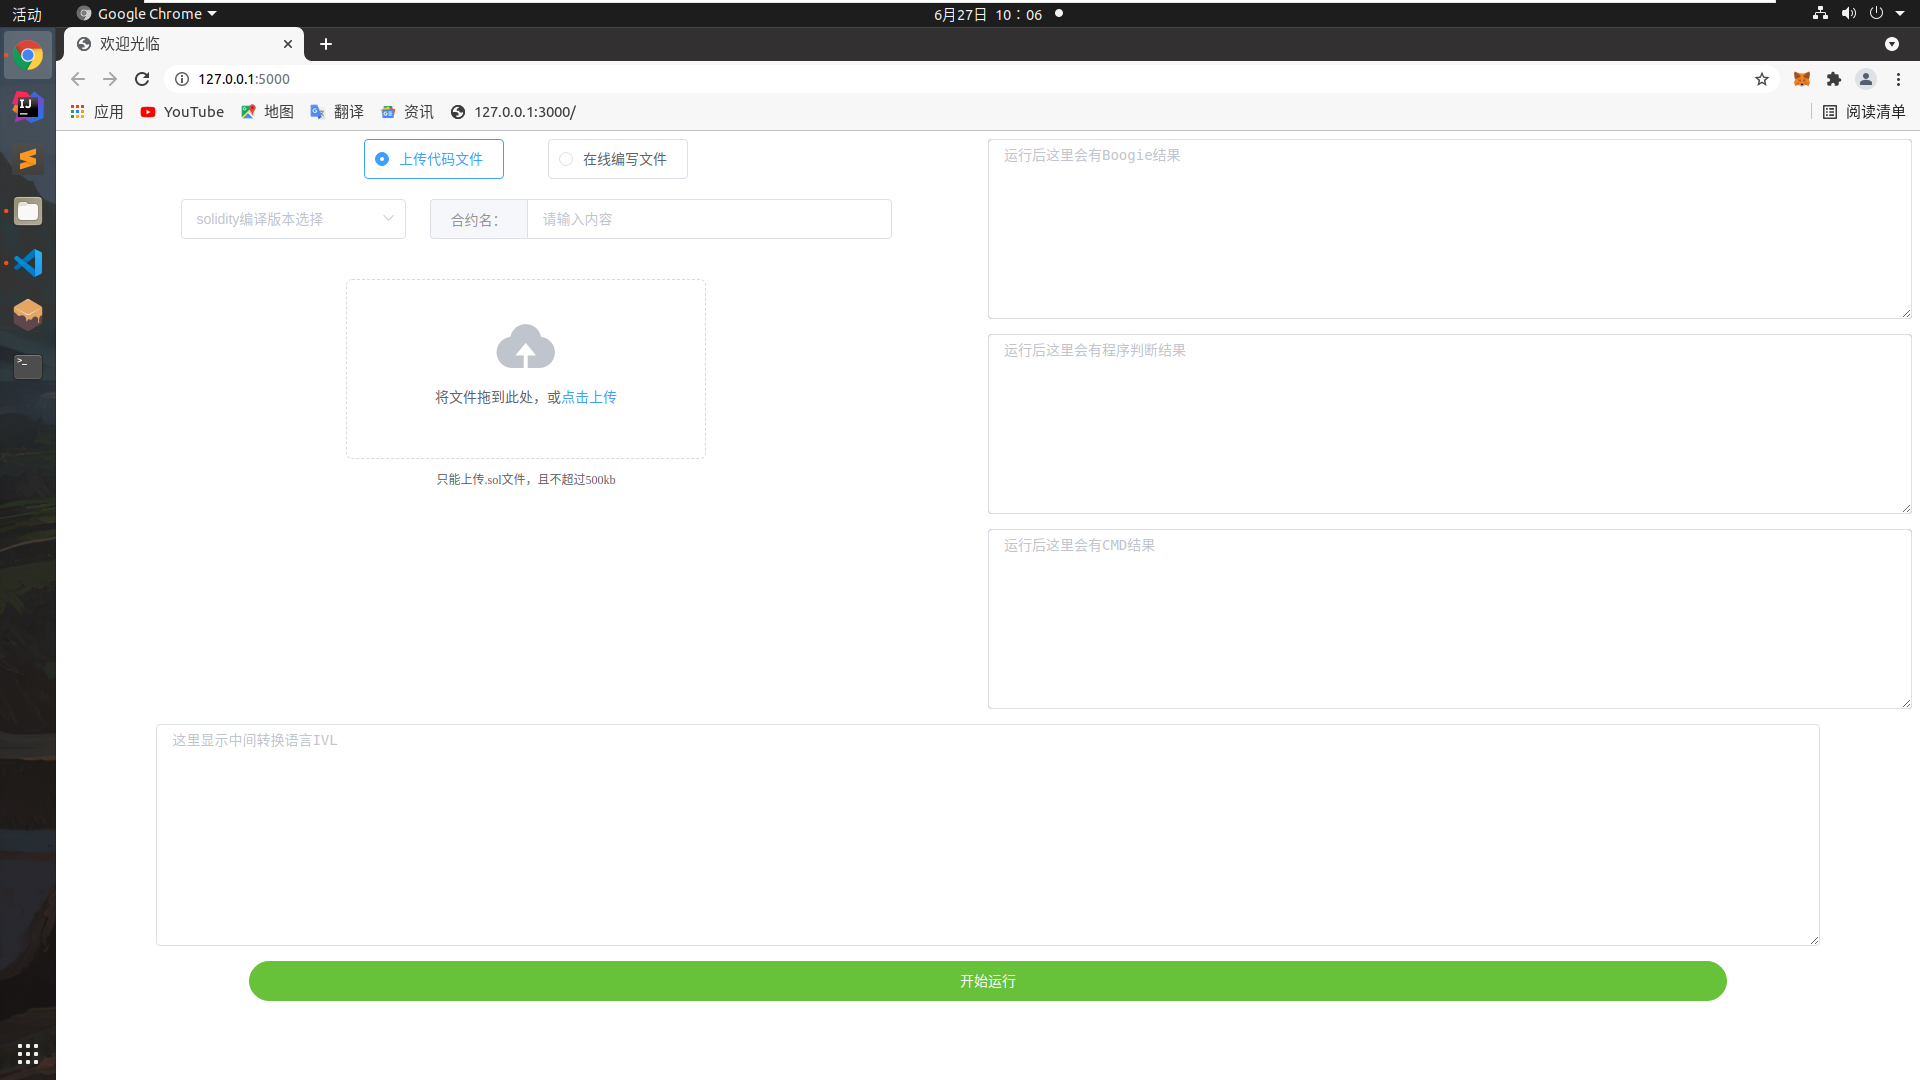 活动
Google Chrome
6月27日 10：06
欢迎光临
127.0.0.1:5000
应用
YouTube
地图
翻译
资讯
127.0.0.1:3000/
阅读清单
上传代码文件
在线编写文件
solidity编译版本选择
合约名：
请输入内容
将文件拖到此处，或点击上传
只能上传.sol文件，且不超过500kb
运行后这里会有Boogie结果
运行后这里会有程序判断结果
运行后这里会有CMD结果
这里显示中间转换语言IVL
开始运行